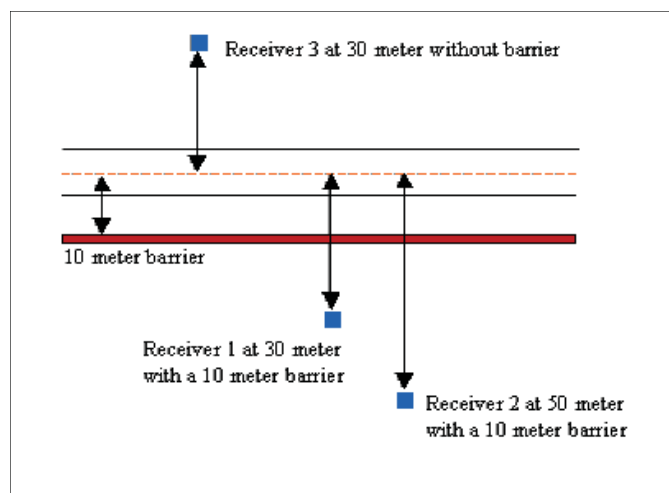 Receiver 3 at 30 meter without barrier
10 meter barrier
Receiver 1 at 30 meter
with a 10 meter barrier
Receiver 2 at 50 meter
with a 10 meter barrier